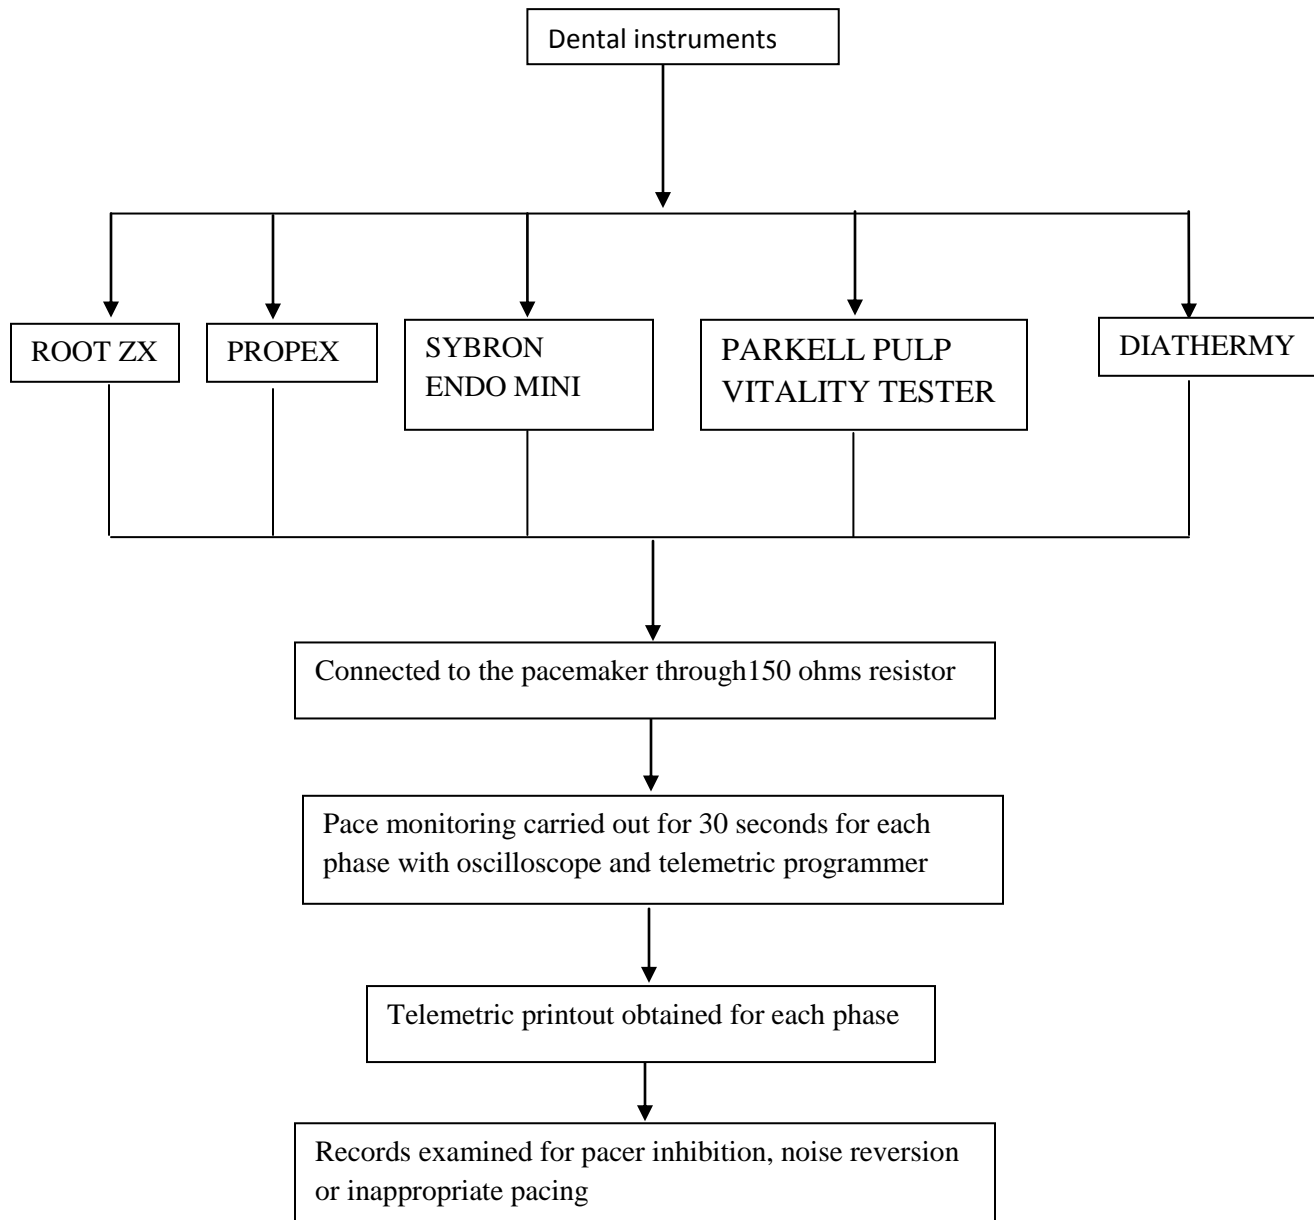 Dental instruments
ROOT ZX
PROPEX
SYBRON
ENDO MINI
PARKELL PULP
VITALITY TESTER
DIATHERMY
Connected to the pacemaker through150 ohms resistor
Pace monitoring carried out for 30 seconds for each
phase with oscilloscope and telemetric programmer
Telemetric printout obtained for each phase
Records examined for pacer inhibition, noise reversion
or inappropriate pacing